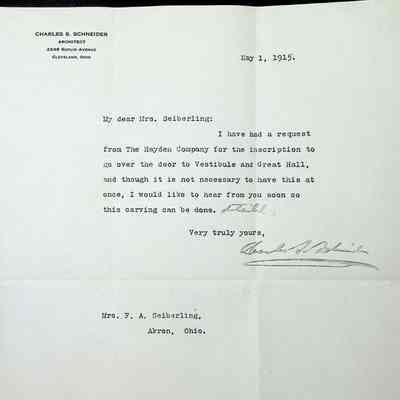 CHARLES S. SCHNEIDER
ARCHITECT
CLEVELAND, OHIO
May 1, 1915.
My dear Mrs. Seiberling:
I have had a request
from The Hayden Company for the inscription to
go over the door to Vestibule and Great Hall,
and though it is not necessary to have this at
once, I would like to hear from you soon so
this carving can be done. detailed.
Very truly yours,
Charles S. Schneider
Mrs. F. A. Seiberling,
Akron, Ohio.